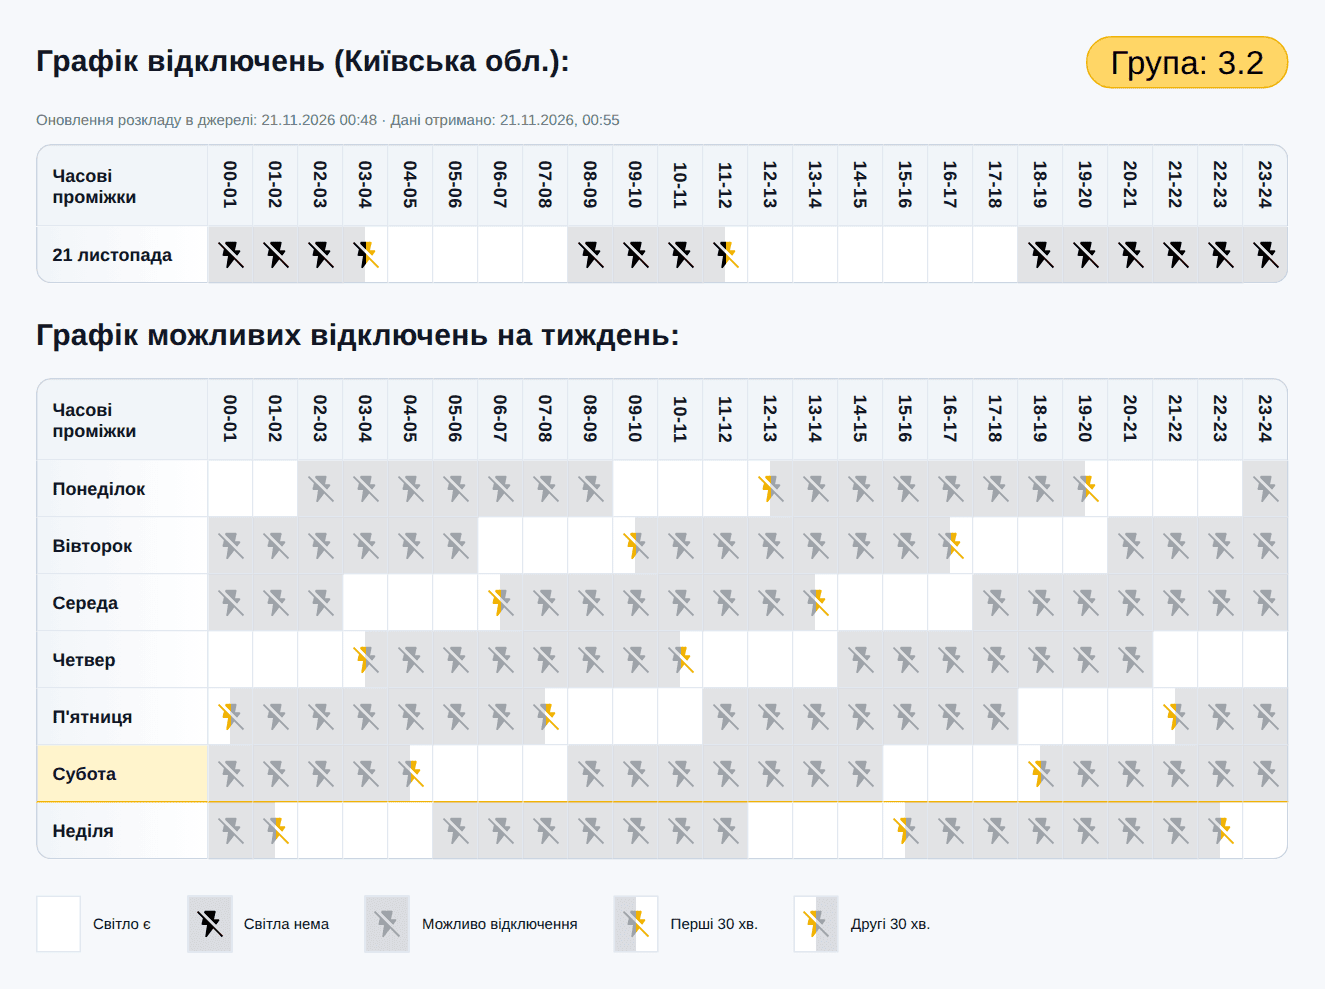 Графік відключень (Київська обл.):
Група: 3.2
Оновлення розкладу в джерелі: 21.11.2026 00:48 · Дані отримано: 21.11.2026, 00:55
Часові проміжки 00-01 01-02 02-03 03-04 04-05 05-06 06-07 07-08 08-09 09-10 10-11 11-12 12-13 13-14 14-15 15-16 16-17 17-18 18-19 19-20 20-21 21-22 22-23 23-24
21 листопада
Графік можливих відключень на тиждень:
Часові проміжки 00-01 01-02 02-03 03-04 04-05 05-06 06-07 07-08 08-09 09-10 10-11 11-12 12-13 13-14 14-15 15-16 16-17 17-18 18-19 19-20 20-21 21-22 22-23 23-24
Понеділок
Вівторок
Середа
Четвер
П'ятниця
Субота
Неділя
Світло є Світла нема Можливо відключення Перші 30 хв. Другі 30 хв.